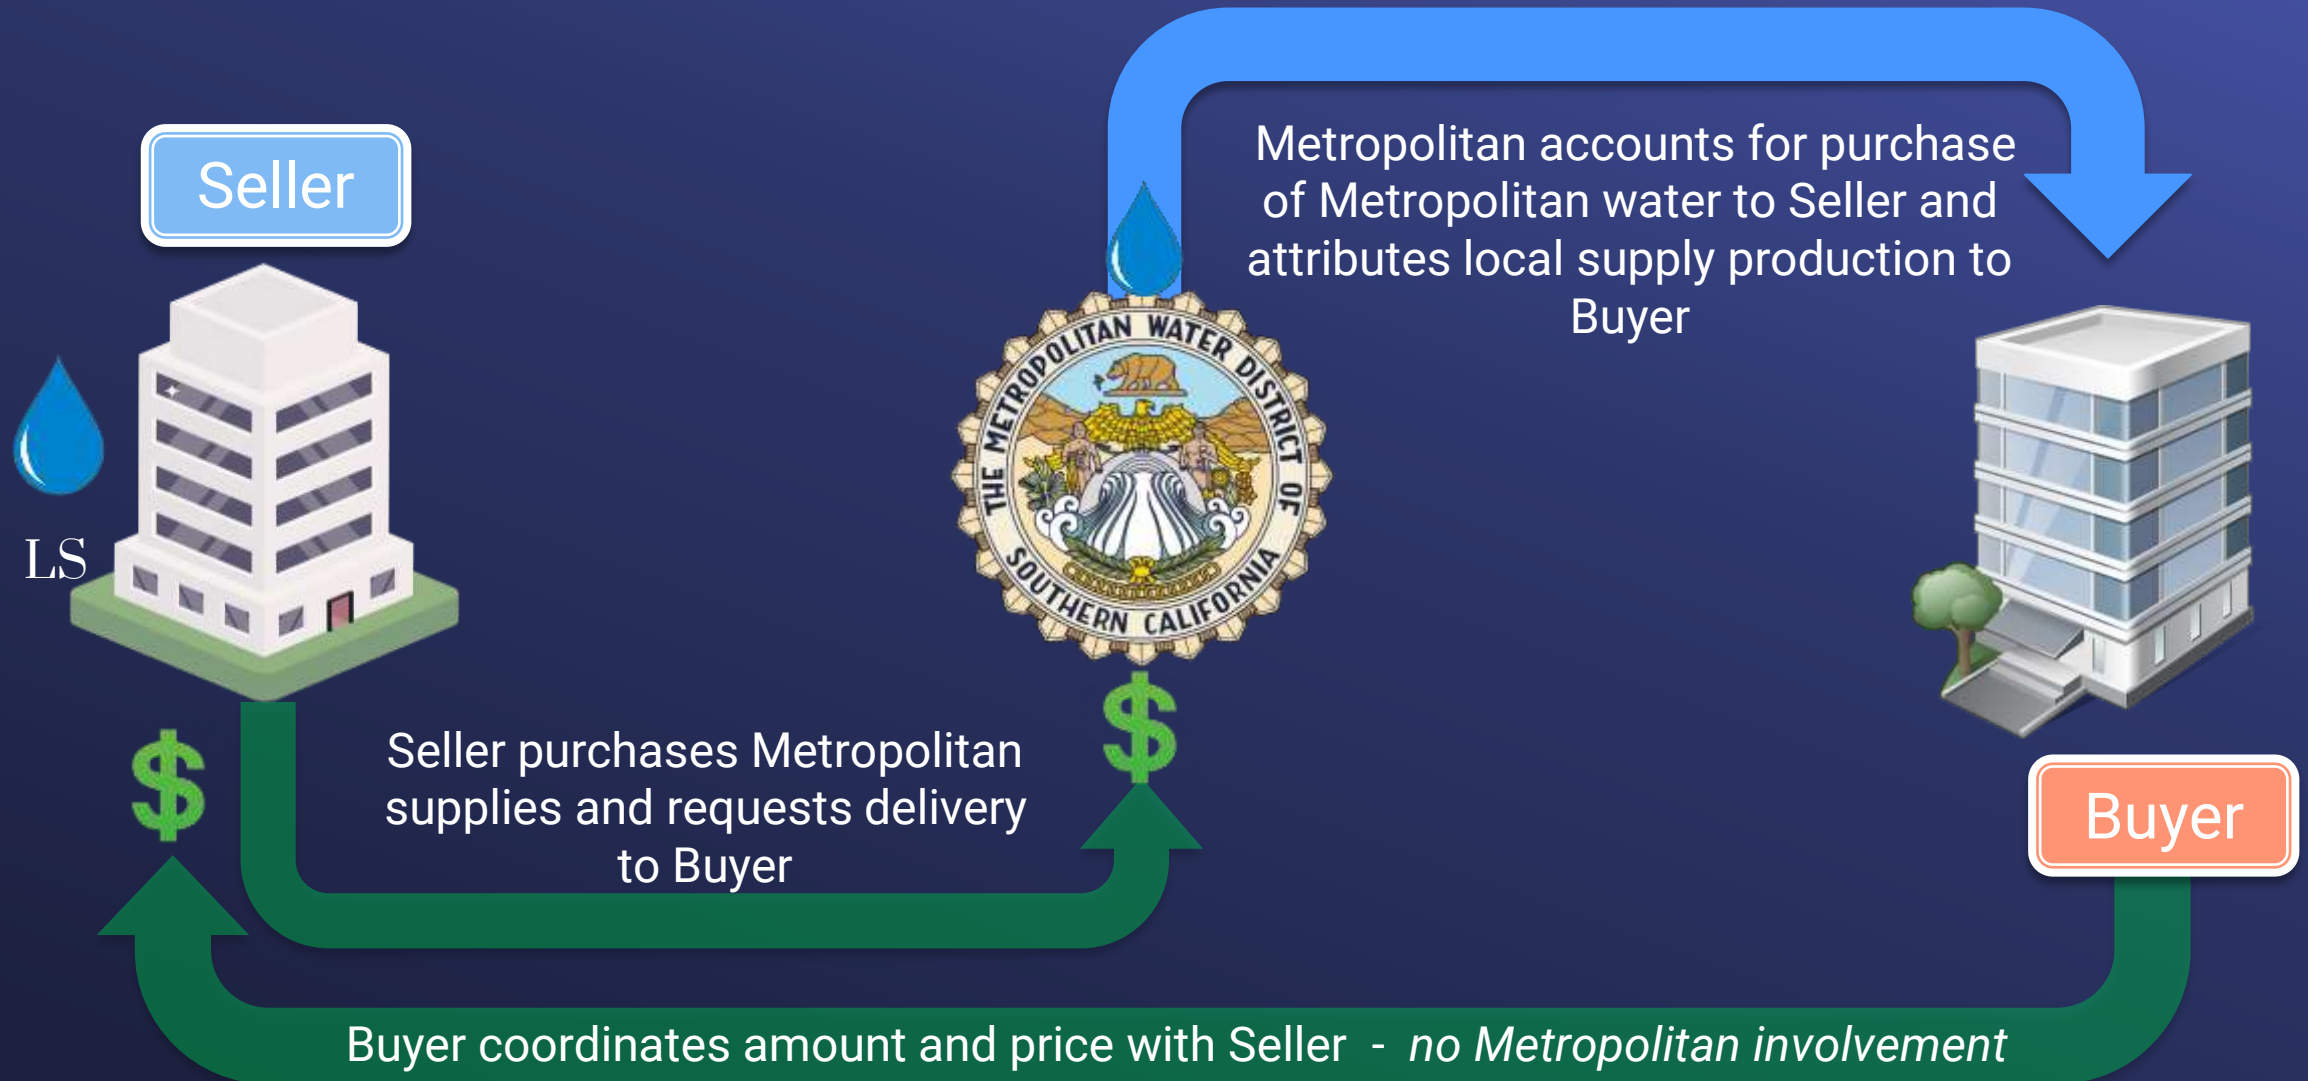 Seller
Metropolitan accounts for purchase
of Metropolitan water to Seller and
attributes local supply production to
Buyer
THE METROPOLITAN WATER DISTRICT OF
SOUTHERN CALIFORNIA
LS
$
$
Seller purchases Metropolitan
supplies and requests delivery
to Buyer
Buyer
Buyer coordinates amount and price with Seller - no Metropolitan involvement